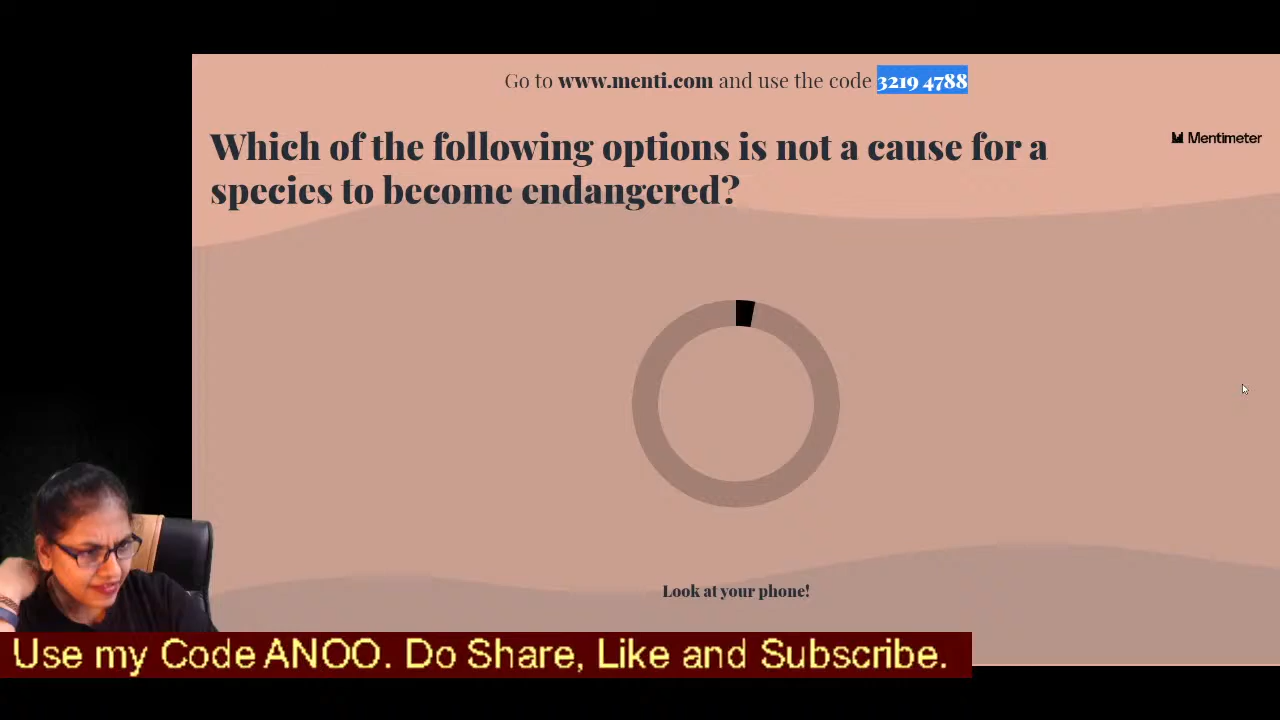 Go to www.menti.com and use the code 3219 4788
Mentimeter
Which of the following options is not a cause for a
species to become endangered?
Look at your phone!
Use my Code ANOO. Do Share, Like and Subscribe.